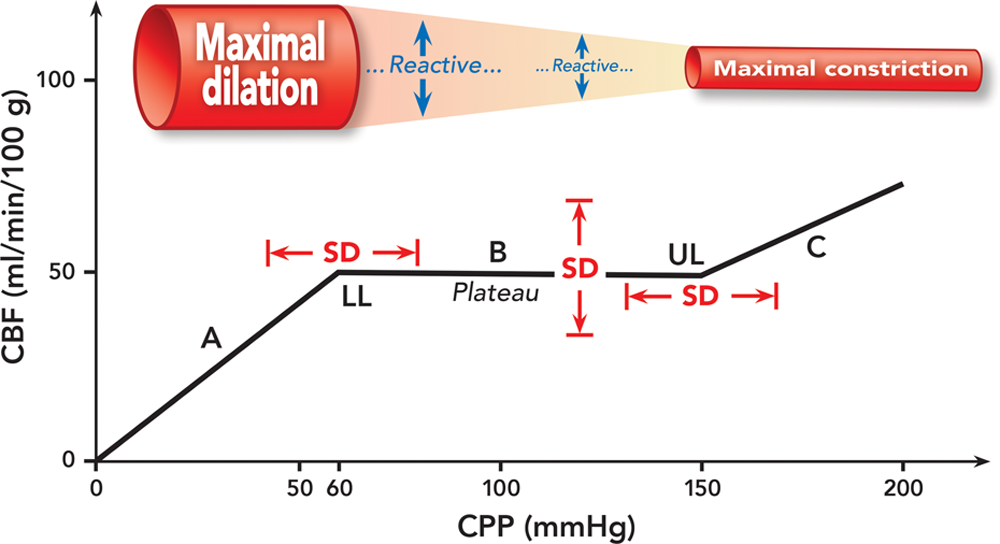 Maximal
dilation
... Reactive...
... Reactive...
Maximal constriction
CBF (ml/min/100 g)
100
50
0
A
SD
LL
B
Plateau
SD
UL
SD
C
0
50
60
100
150
200
CPP (mmHg)